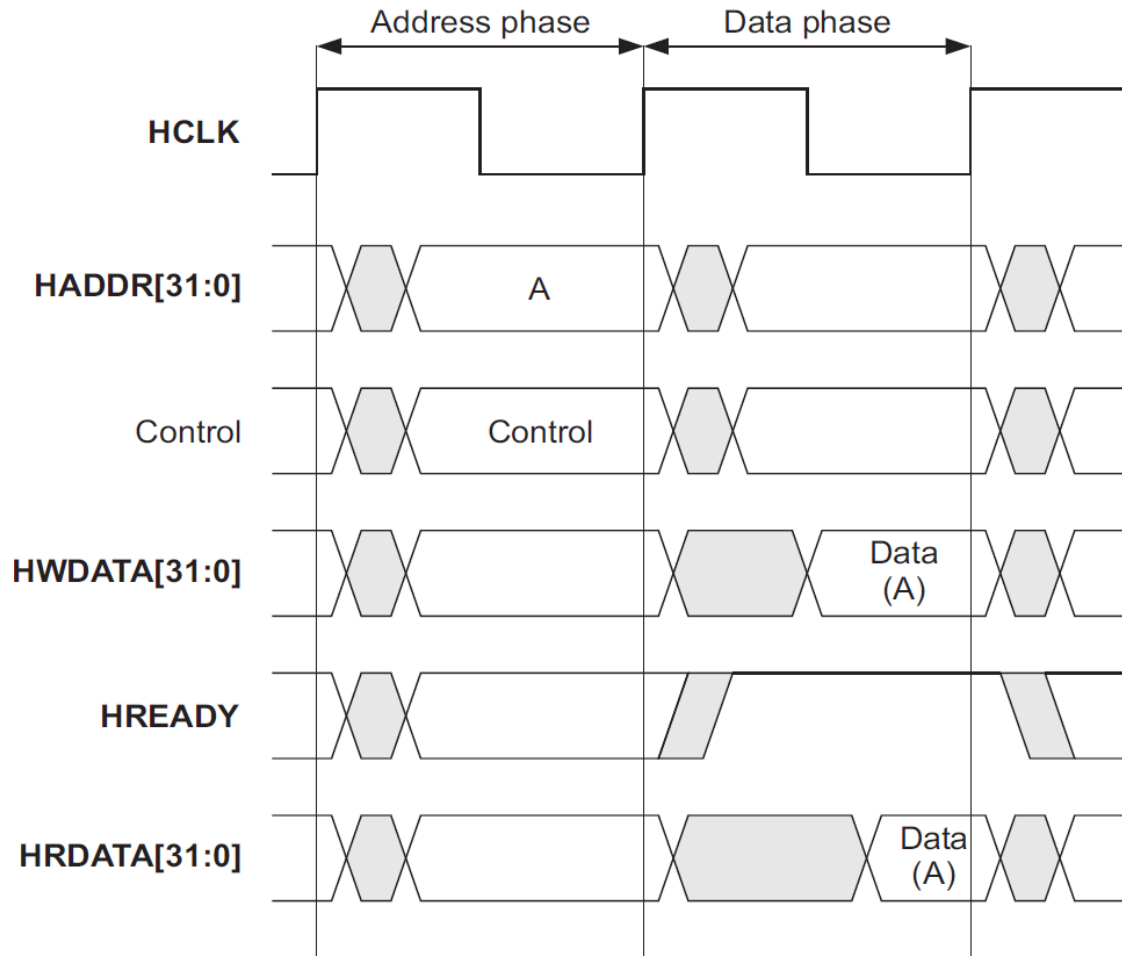 Address phase
Data phase
HCLK
HADDR[31:0]
A
Control
Control
HWDATA[31:0]
Data
(A)
HREADY
HRDATA[31:0]
Data
(A)